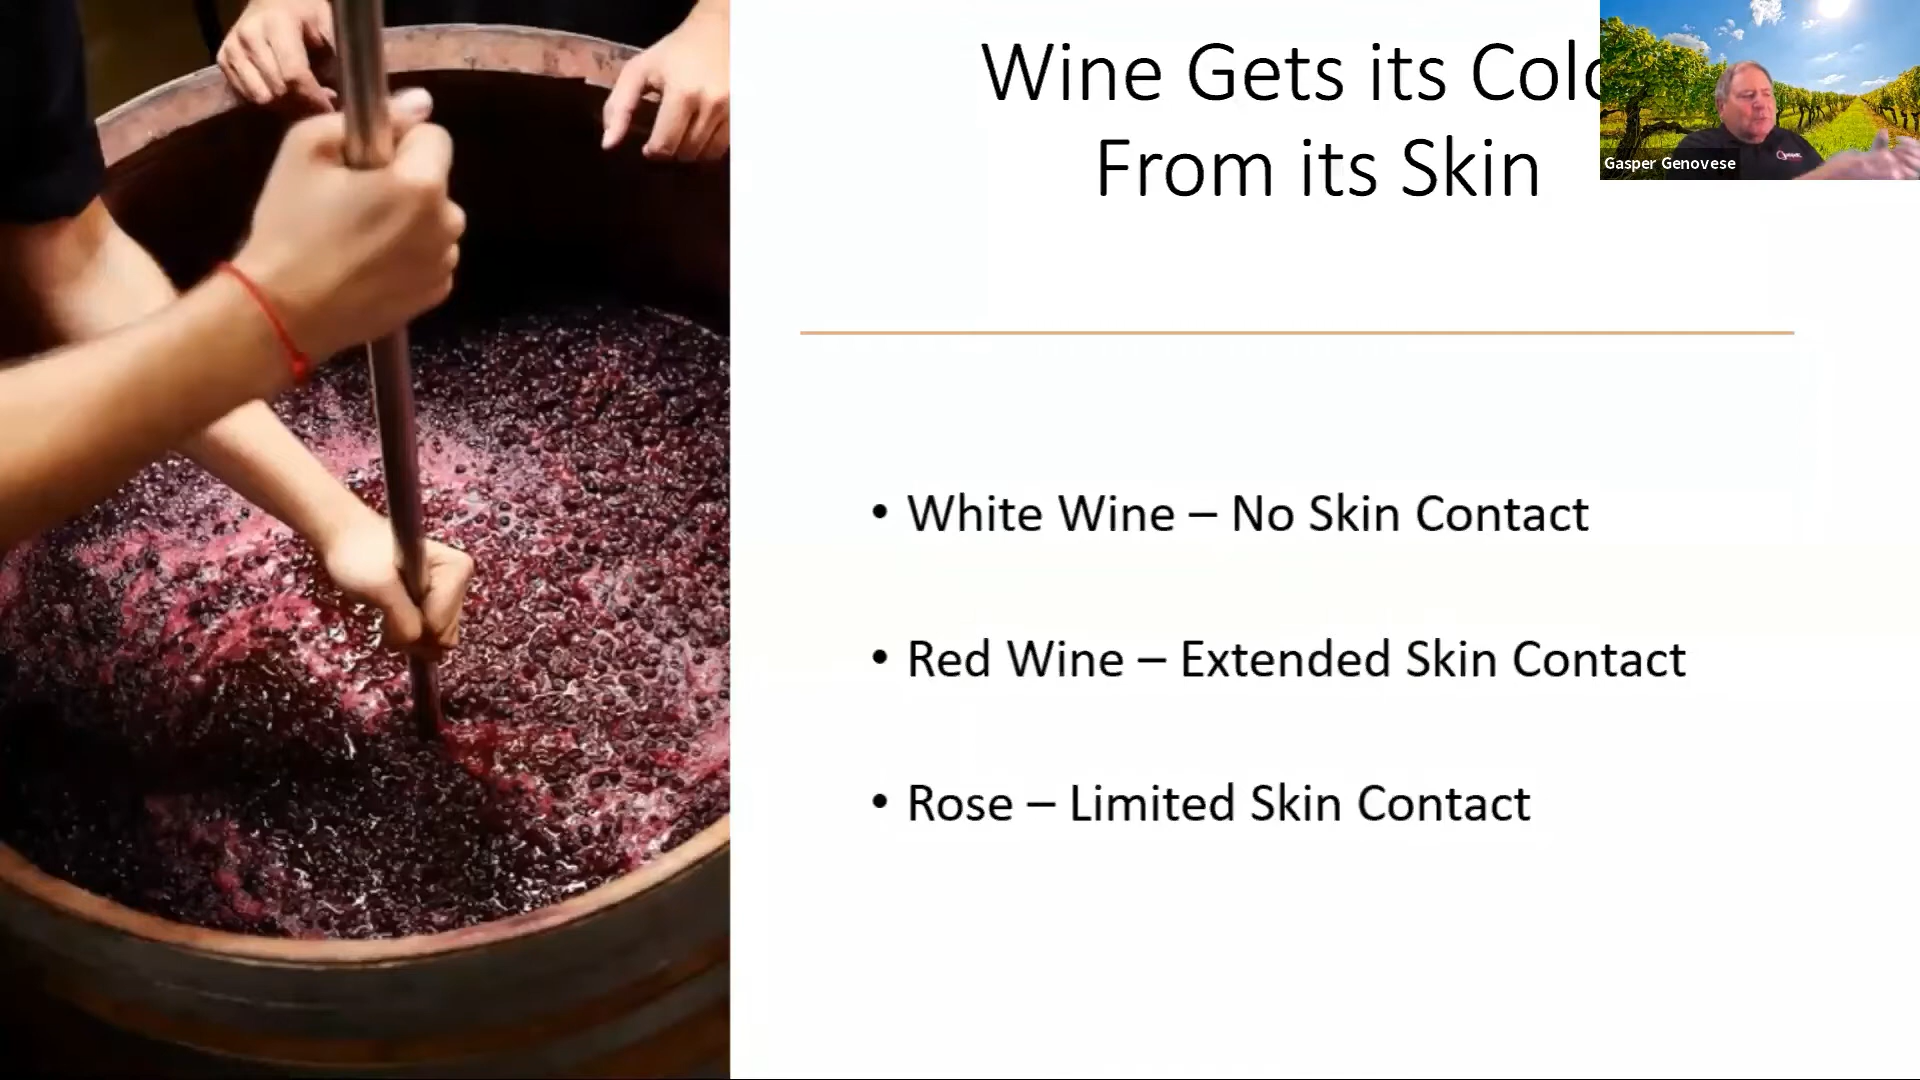 Wine Gets its Colo
From its Skin
Gasper Genovese
• White Wine – No Skin Contact
• Red Wine – Extended Skin Contact
• Rose – Limited Skin Contact